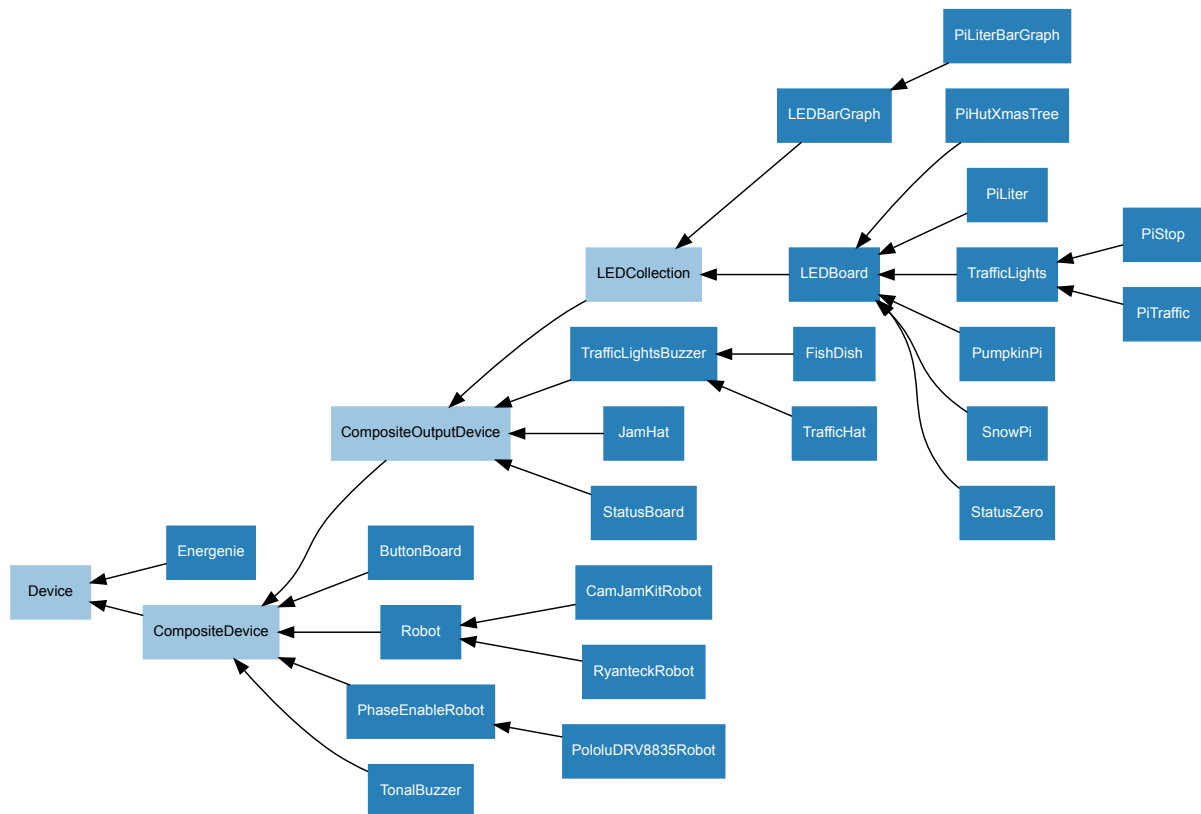 PiLiterBarGraph
LEDBarGraph
PiHutXmasTree
PiLiter
PiStop
LEDCollection
LEDBoard
TrafficLights
PiTraffic
TrafficLightsBuzzer
FishDish
PumpkinPi
CompositeOutputDevice
JamHat
TrafficHat
SnowPi
StatusBoard
StatusZero
Energenie
ButtonBoard
Device
CamJamKitRobot
CompositeDevice
Robot
RyanteckRobot
PhaseEnableRobot
PololuDRV8835Robot
TonalBuzzer